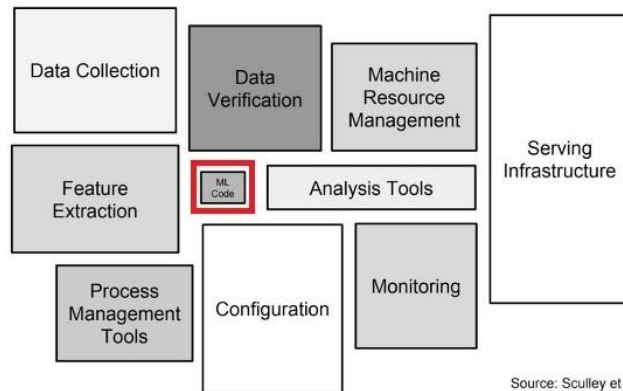 Data Collection
Data
Verification
Machine
Resource
Management
Serving
Infrastructure
Feature
Extraction
ML
Code
Analysis Tools
Process
Management
Tools
Configuration
Monitoring
Source: Sculley et